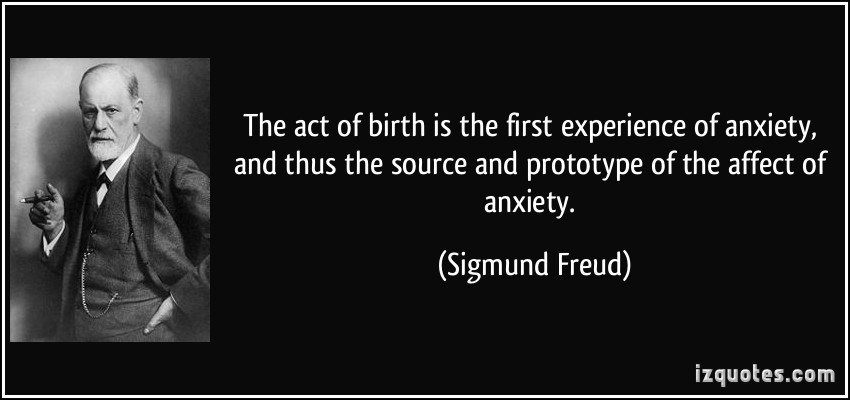 The act of birth is the first experience of anxiety,
and thus the source and prototype of the affect of
anxiety.
(Sigmund Freud)
izquotes.com